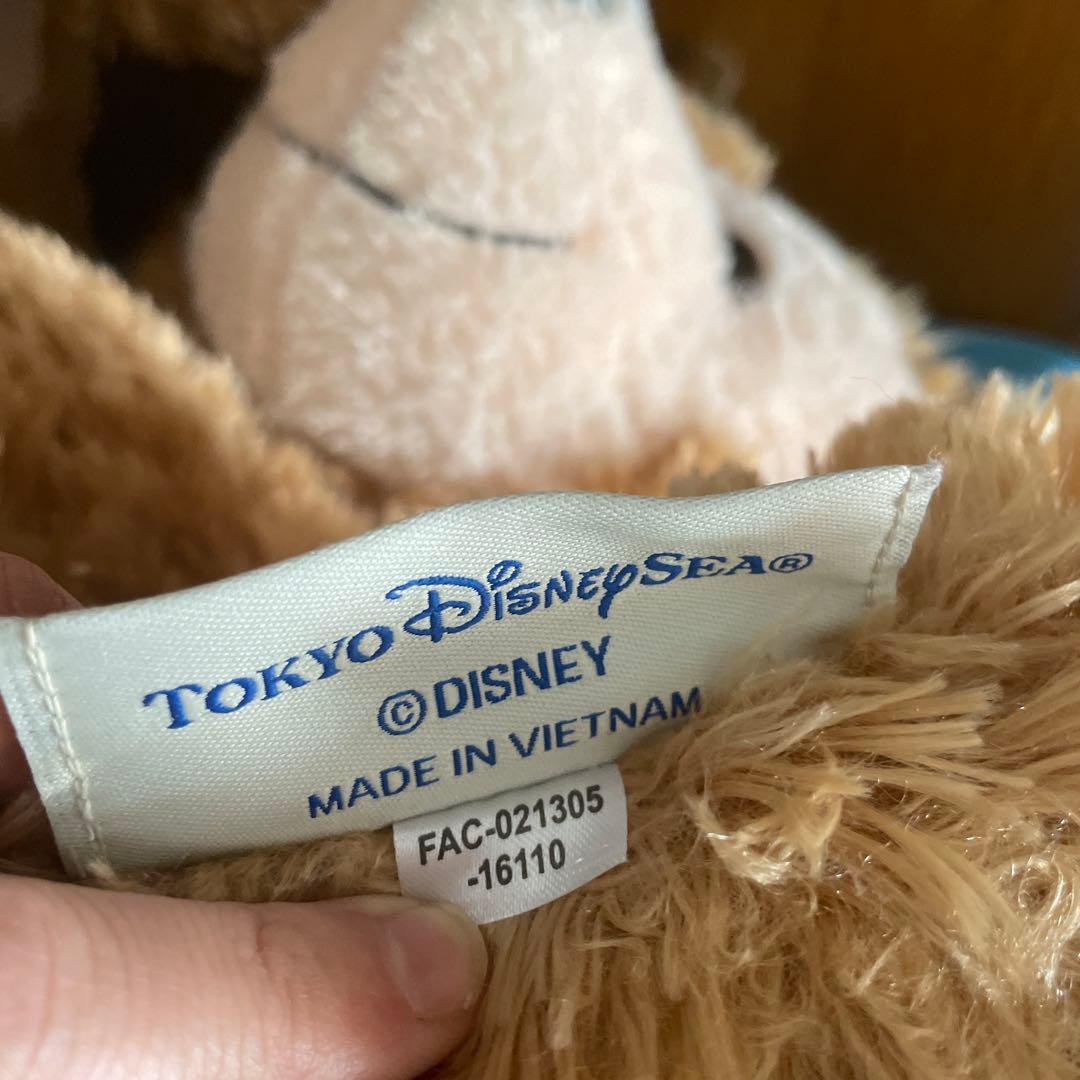 TOKYO DISNEYSEA®
©DISNEY
MADE IN VIETNAM
FAC-021305
-16110